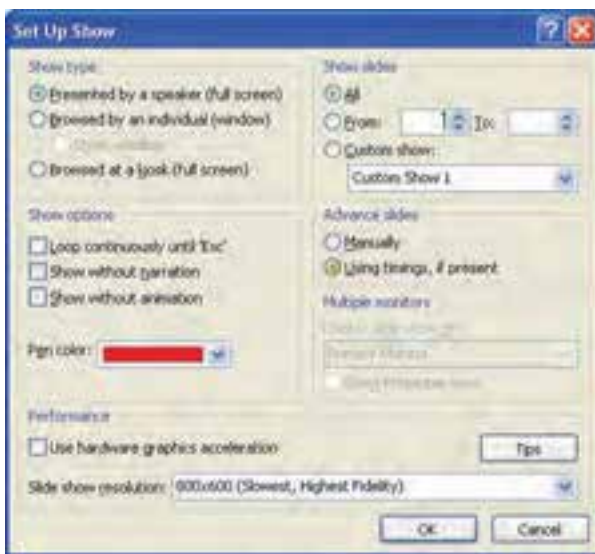 Set Up Show
Show type
Presented by a speaker (full screen)
Browsed by an individual (window)
Browsed at a kiosk (full screen)
Show options
Loop continuously until 'Esc'
Show without narration
Show without animation
Pen color:
Show slides
All
From: 1 To:
Custom show:
Custom Show 1
Advance slides
Manually
Using timings, if present
Multiple monitors
Performance
Use hardware graphics acceleration
Tips
Slide show resolution: 800x600 (Slowest, Highest Fidelity)
OK Cancel